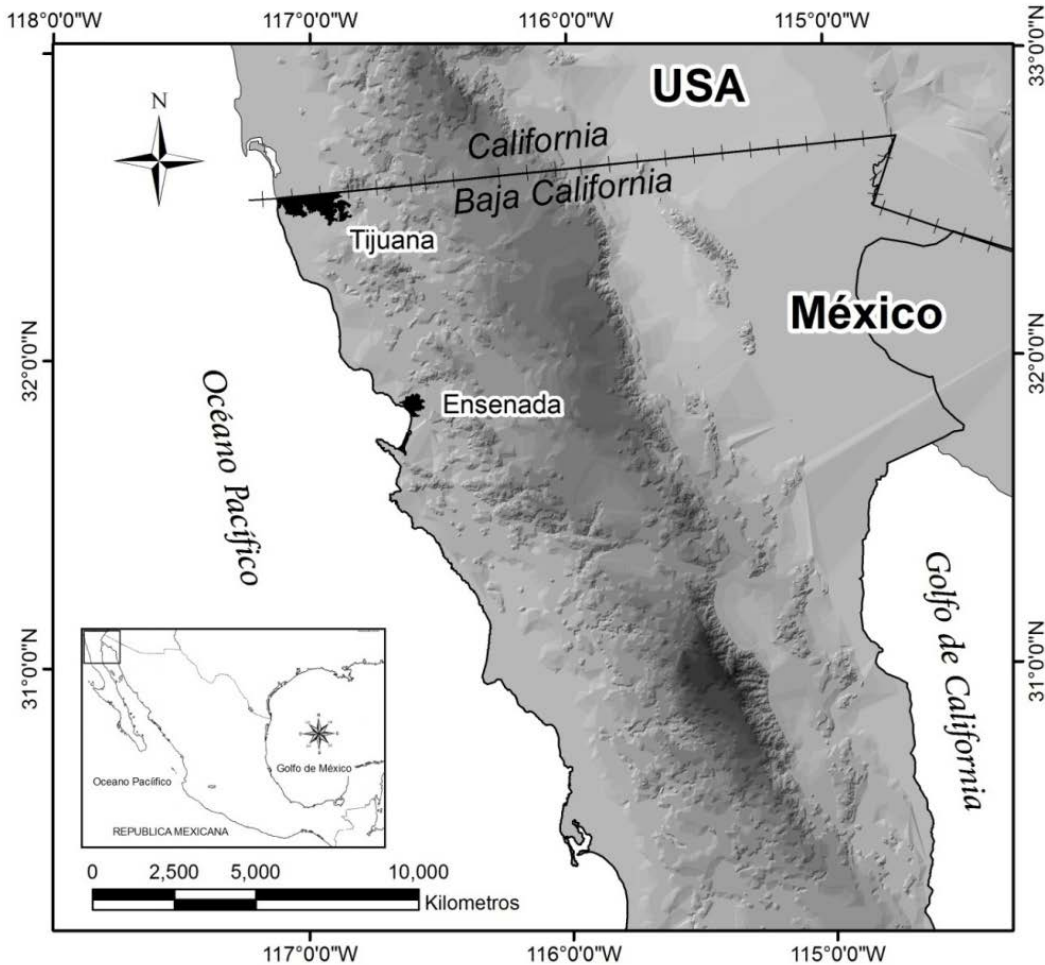 118°0'0"W
117°0'0"W
116°0'0"W
115°0'0"W
33°0'0"N
USA
N
California
Baja California
Tijuana
México
32°0'0"N
32°0'0"N
Ensenada
Océano Pacífico
Golfo de California
31°0'0"N
31°0'0"N
Golfo de México
Oceano Pacífico
REPUBLICA MEXICANA
0 2,500 5,000 10,000
Kilometros
117°0'0"W
116°0'0"W
115°0'0"W